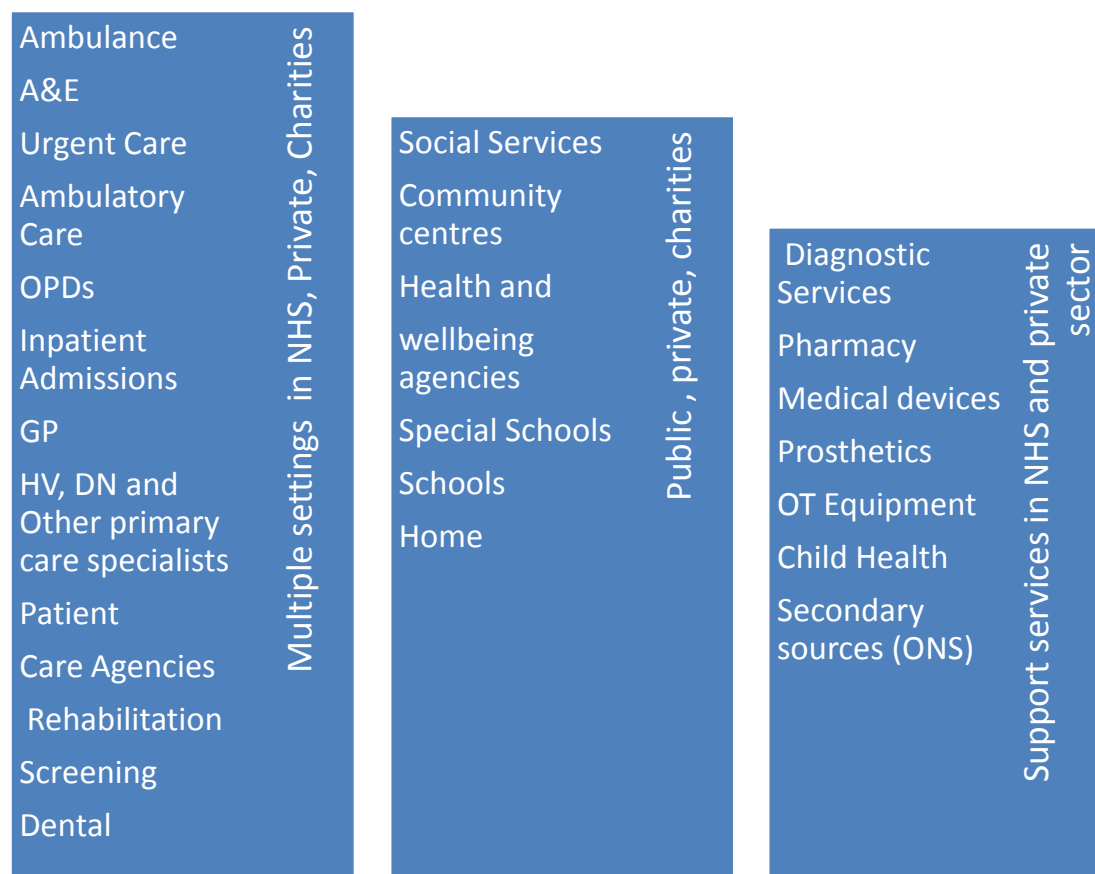 Ambulance
A&E
Urgent Care
Ambulatory
Care
OPDs
Inpatient
Admissions
GP
HV, DN and
Other primary
care specialists
Patient
Care Agencies
Rehabilitation
Screening
Dental
Multiple settings in NHS, Private, Charities
Social Services
Community
centres
Health and
wellbeing
agencies
Special Schools
Schools
Home
Public , private, charities
Diagnostic
Services
Pharmacy
Medical devices
Prosthetics
OT Equipment
Child Health
Secondary
sources (ONS)
Support services in NHS and private
sector